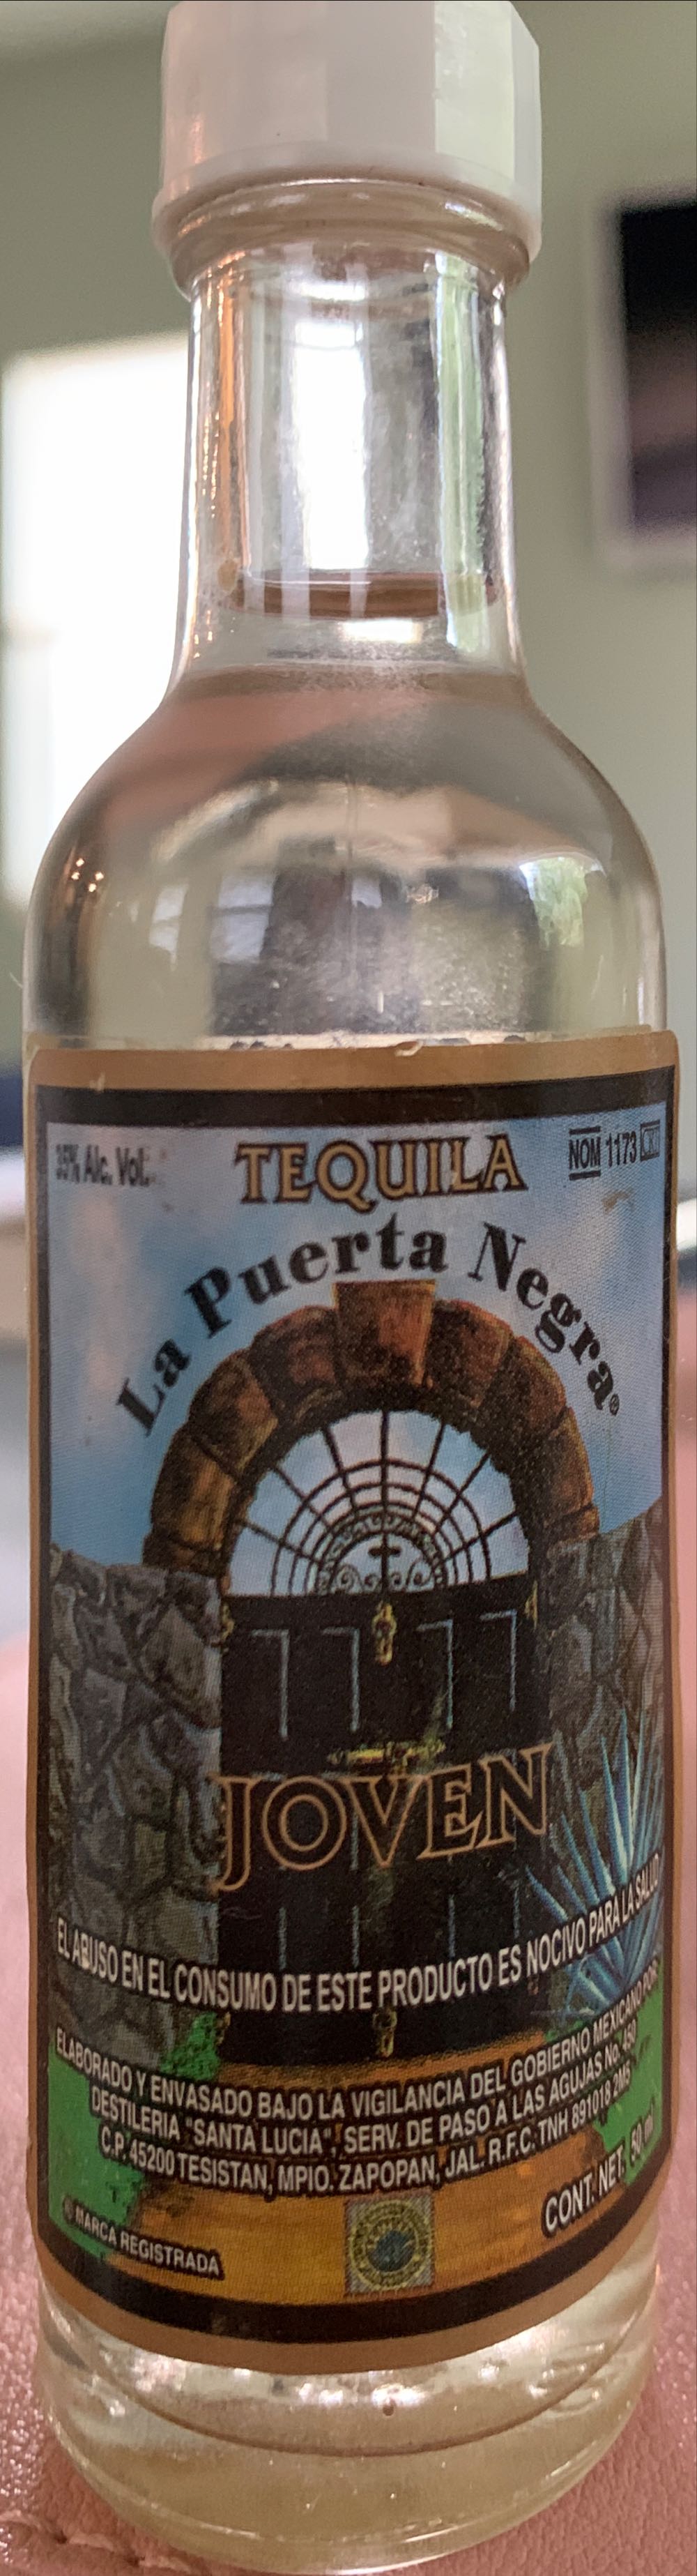 35% Alc. Vol.
TEQUILA
NOM 1173 CRT
La Puerta Negra®
JOVEN
EL ABUSO EN EL CONSUMO DE ESTE PRODUCTO ES NOCIVO PARA LA SALUD
ELABORADO Y ENVASADO BAJO LA VIGILANCIA DEL GOBIERNO MEXICANO POR:
DESTILERIA "SANTA LUCIA", SERV. DE PASO A LAS AGUJAS No. 450
C.P. 45200 TESISTAN, MPIO. ZAPOPAN, JAL. R.F.C. TNH 891018 2M5
CONT. NET. 50 ml
MARCA REGISTRADA